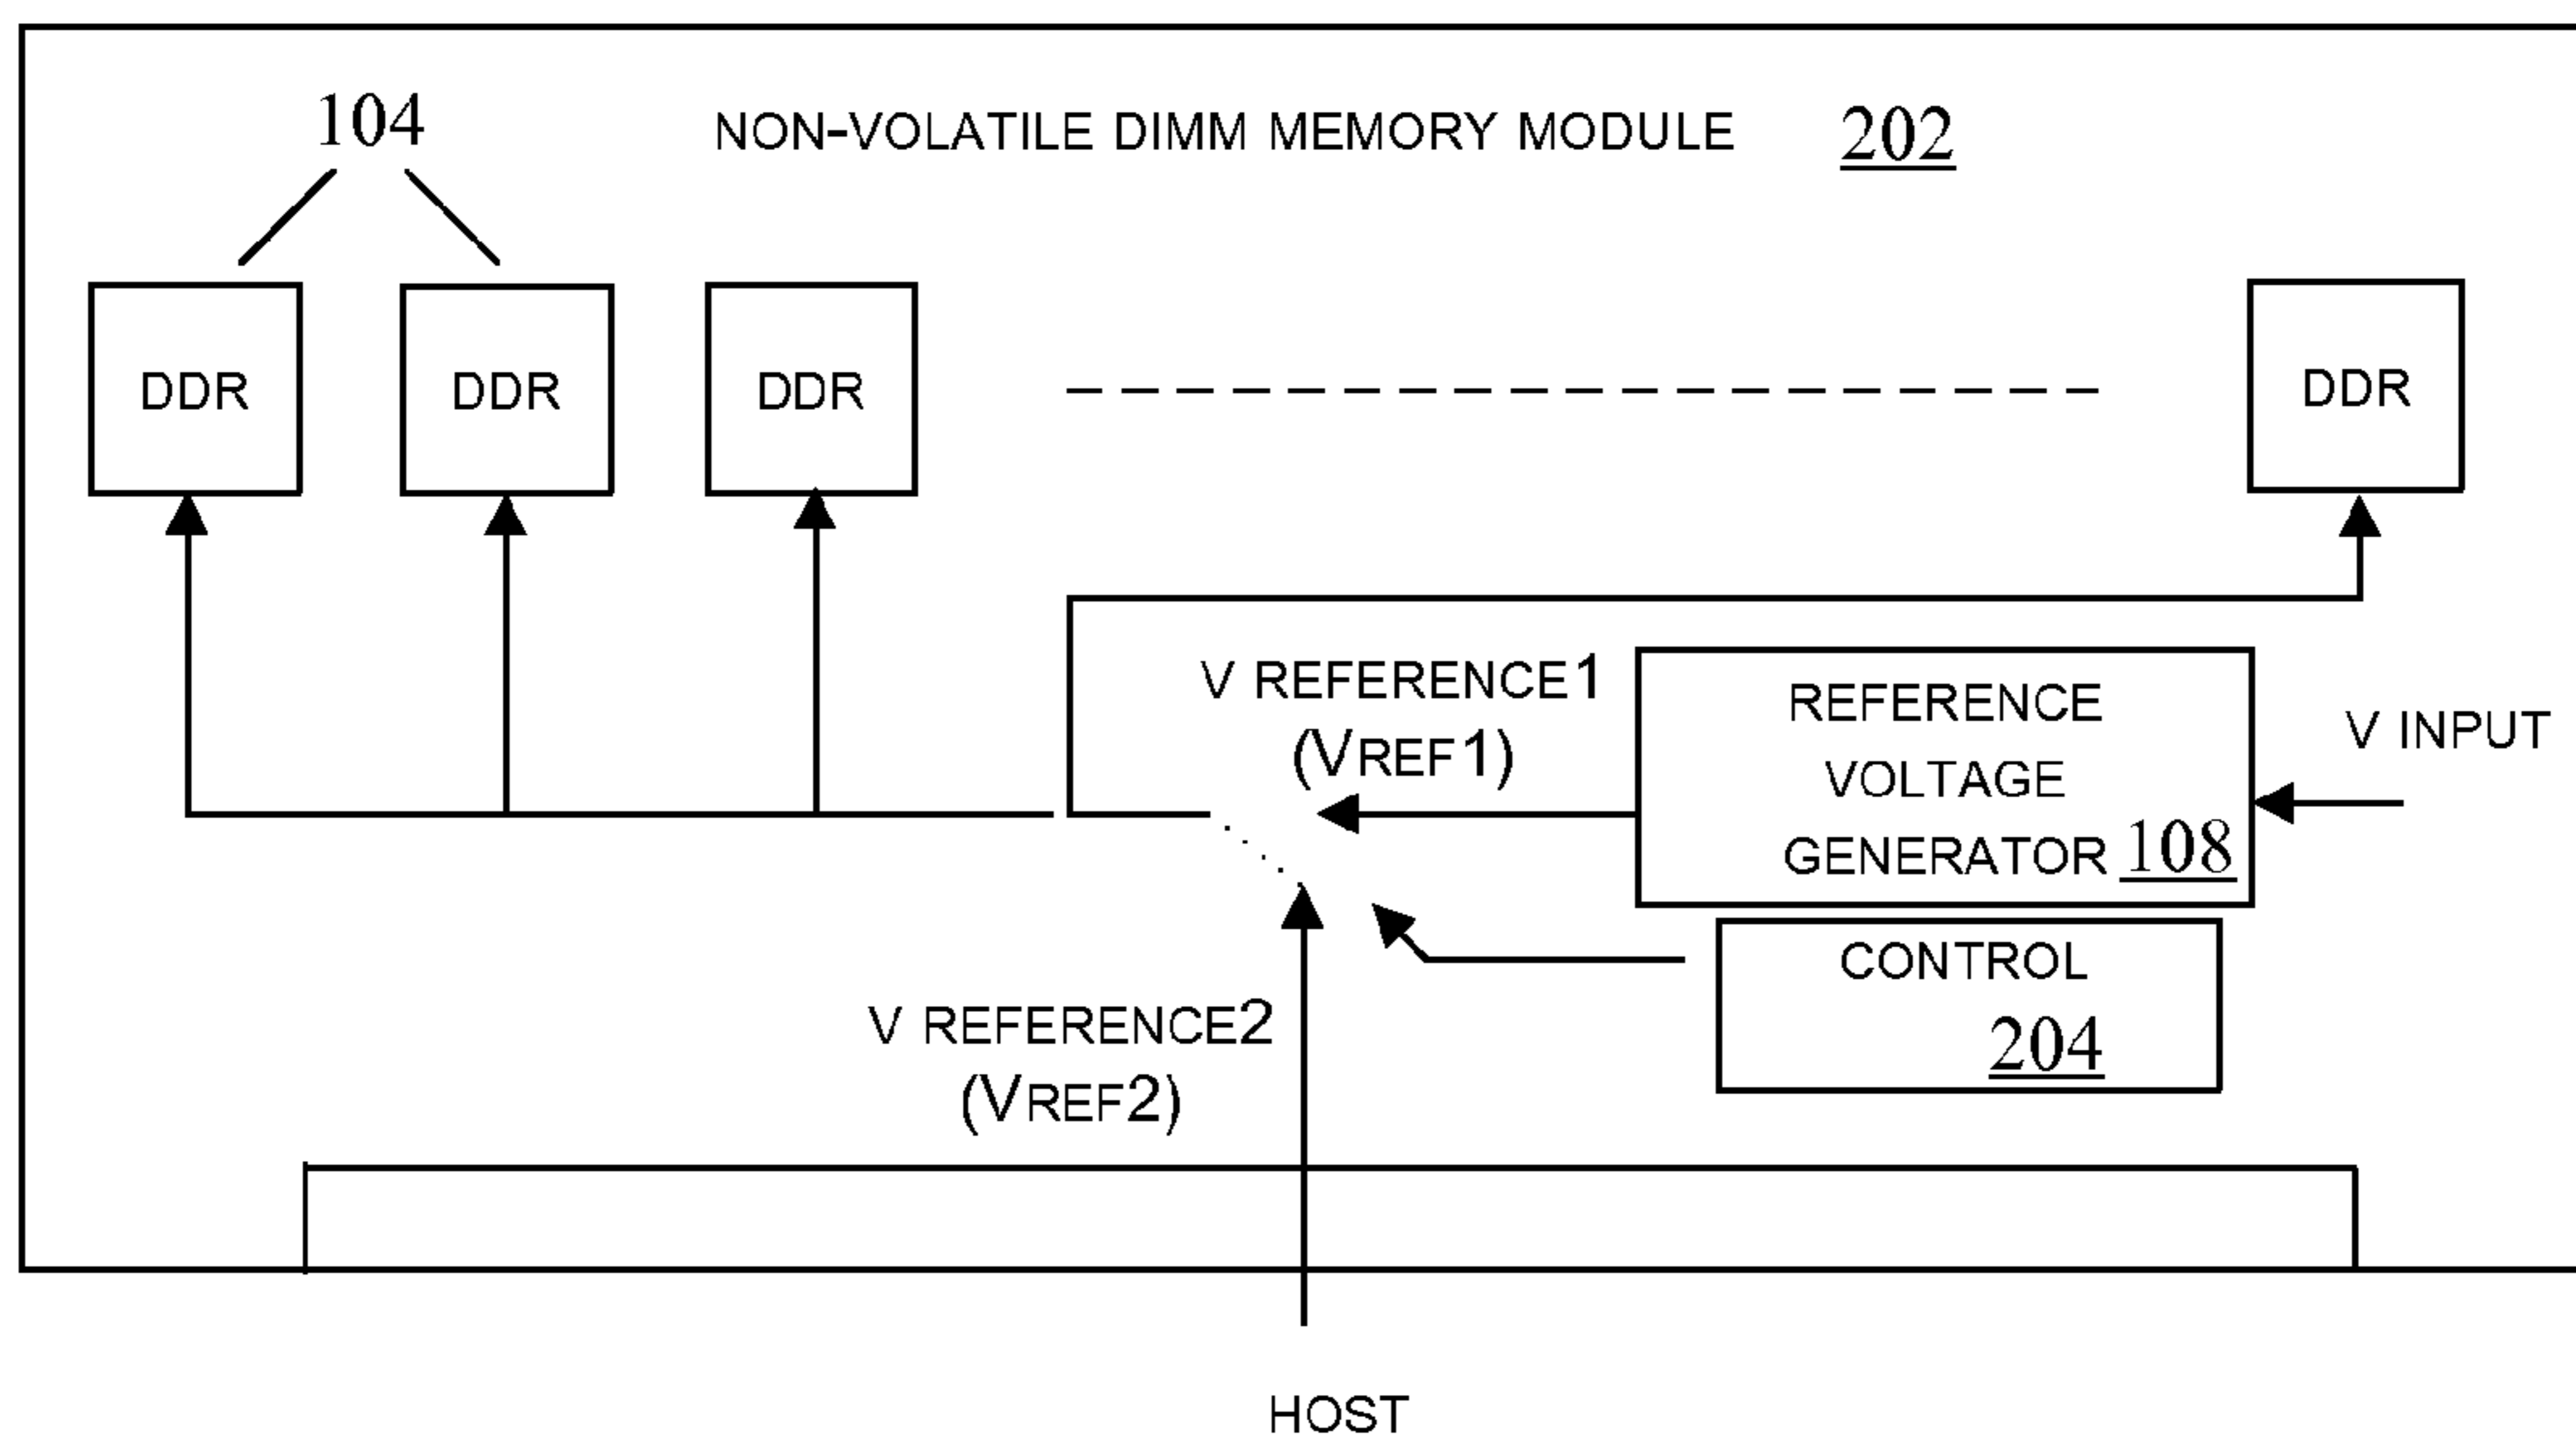 104
NON-VOLATILE DIMM MEMORY MODULE 202
DDR
DDR
DDR
DDR
V REFERENCE1
(VREF1)
REFERENCE
VOLTAGE
GENERATOR 108
V INPUT
CONTROL
204
V REFERENCE2
(VREF2)
HOST